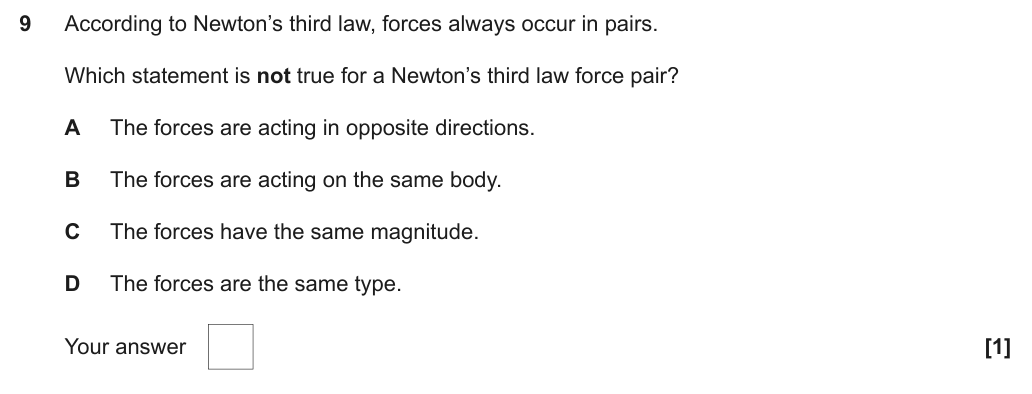 9 According to Newton’s third law, forces always occur in pairs.
Which statement is not true for a Newton’s third law force pair?
A The forces are acting in opposite directions.
B The forces are acting on the same body.
C The forces have the same magnitude.
D The forces are the same type.
Your answer [1]